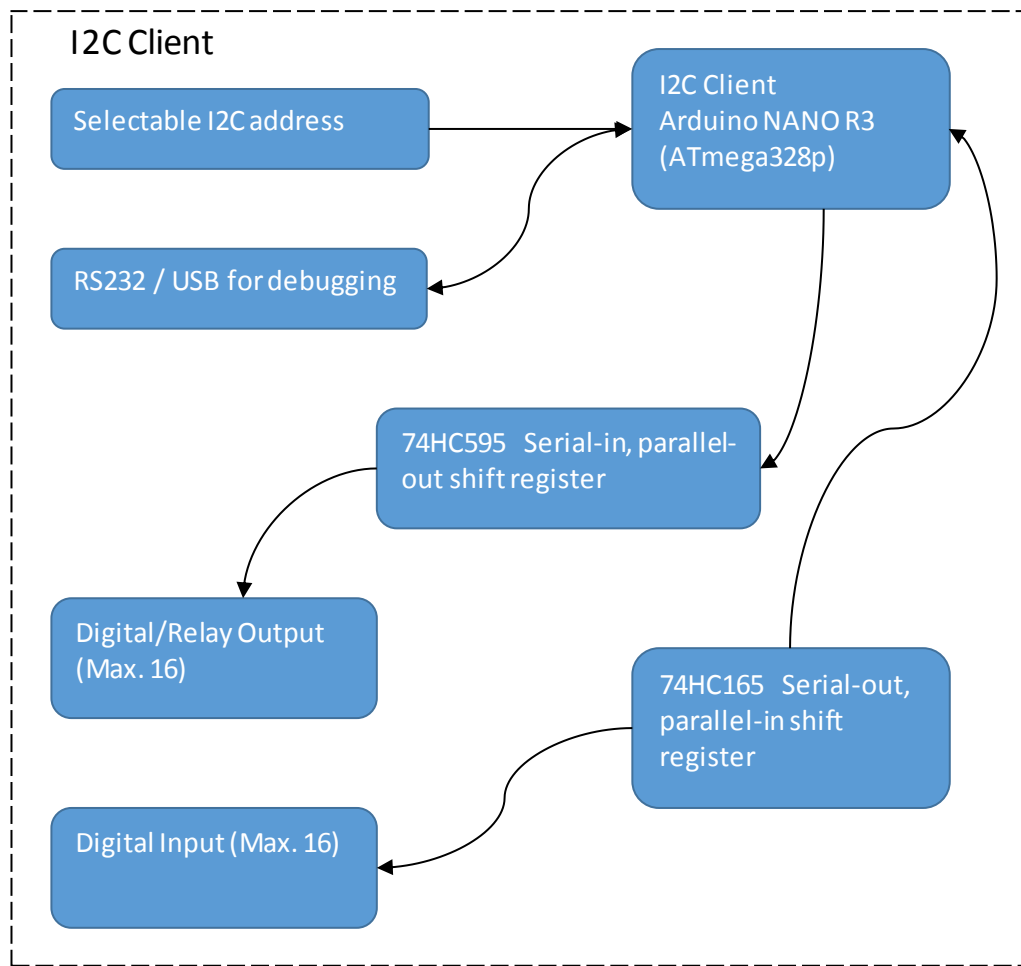 I2C Client
Selectable I2C address
I2C Client
Arduino NANO R3
(ATmega328p)
RS232 / USB for debugging
74HC595 Serial-in, parallel-
out shift register
Digital/Relay Output
(Max. 16)
74HC165 Serial-out,
parallel-in shift
register
Digital Input (Max. 16)